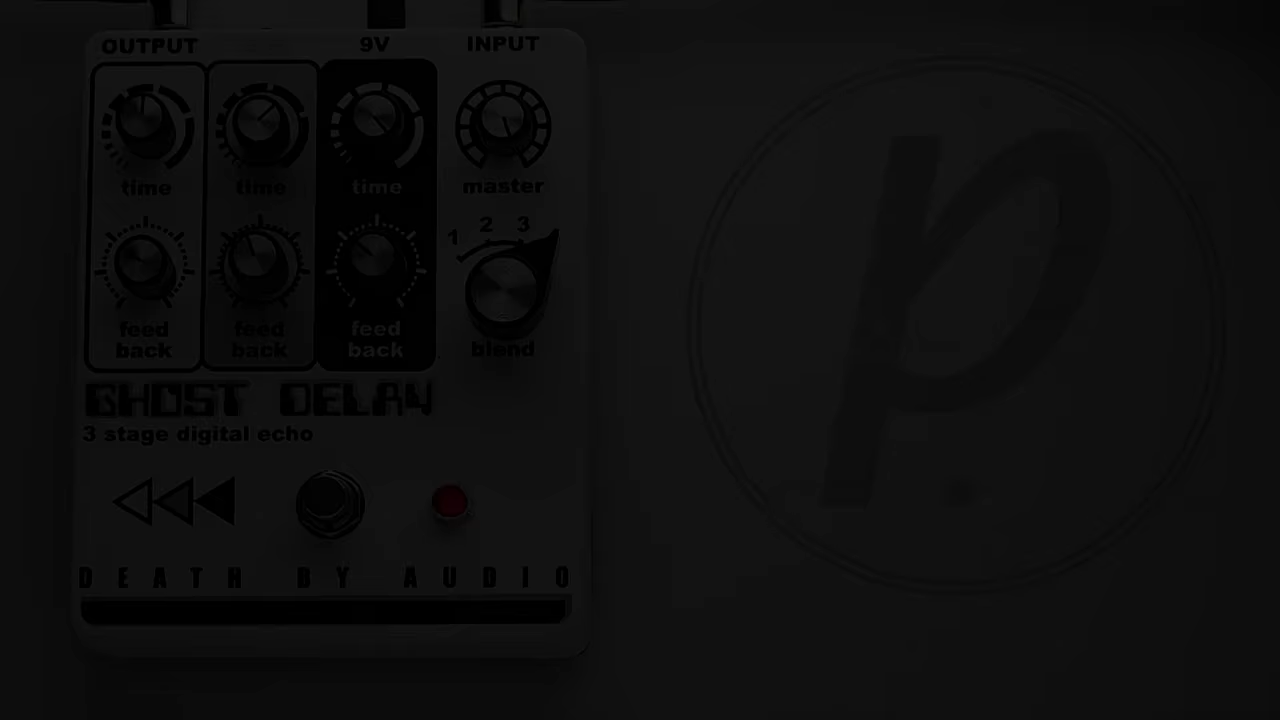 OUTPUT 9V INPUT
time time time master
1 2 3
feed back feed back feed back blend
GHOST DELAY
3 stage digital echo
DEATH BY AUDIO
p.